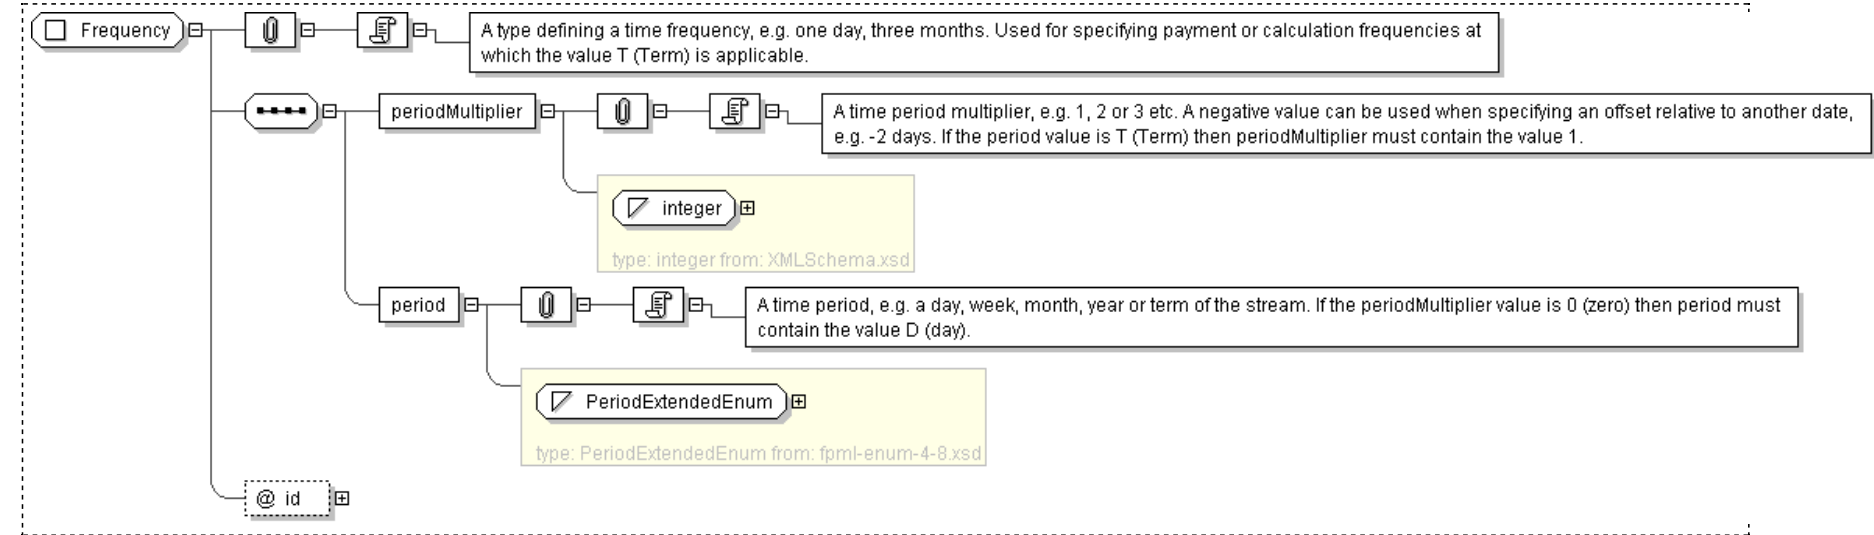 Frequency
A type defining a time frequency, e.g. one day, three months. Used for specifying payment or calculation frequencies at
which the value T (Term) is applicable.
periodMultiplier
A time period multiplier, e.g. 1, 2 or 3 etc. A negative value can be used when specifying an offset relative to another date,
e.g. -2 days. If the period value is T (Term) then periodMultiplier must contain the value 1.
integer
type: integer from: XMLSchema.xsd
period
A time period, e.g. a day, week, month, year or term of the stream. If the periodMultiplier value is 0 (zero) then period must
contain the value D (day).
PeriodExtendedEnum
type: PeriodExtendedEnum from: fpml-enum-4-8.xsd
@ id